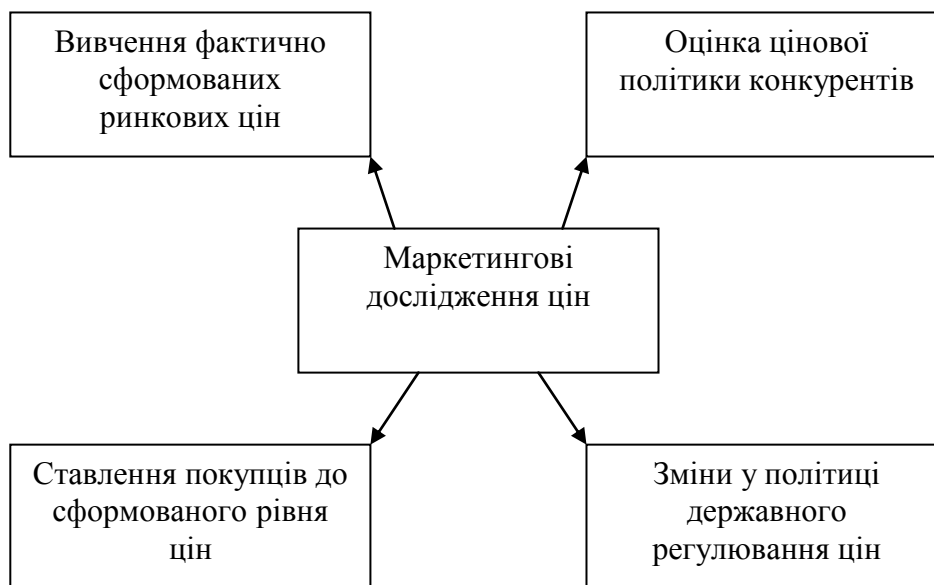 Вивчення фактично
сформованих
ринкових цін
Оцінка цінової
політики конкурентів
Маркетингові
дослідження цін
Ставлення покупців до
сформованого рівня
цін
Зміни у політиці
державного
регулювання цін